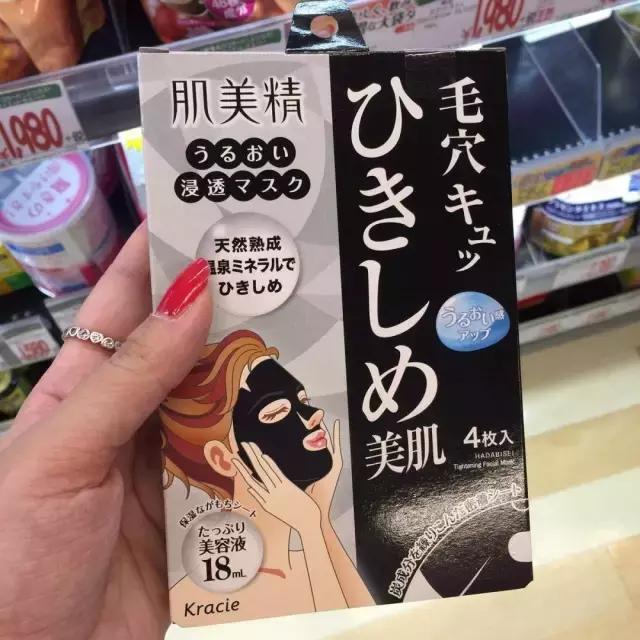 肌美精
うるおい
浸透マスク
天然熟成
温泉ミネラルで
ひきしめ
毛穴キュッ
ひきしめ
美肌
うるおい感
アップ
4枚入
HADABISEI
Tightening Facial Mask
保湿ながもちシート
たっぷり
美容液
18mL
Kracie
1,980
1,980